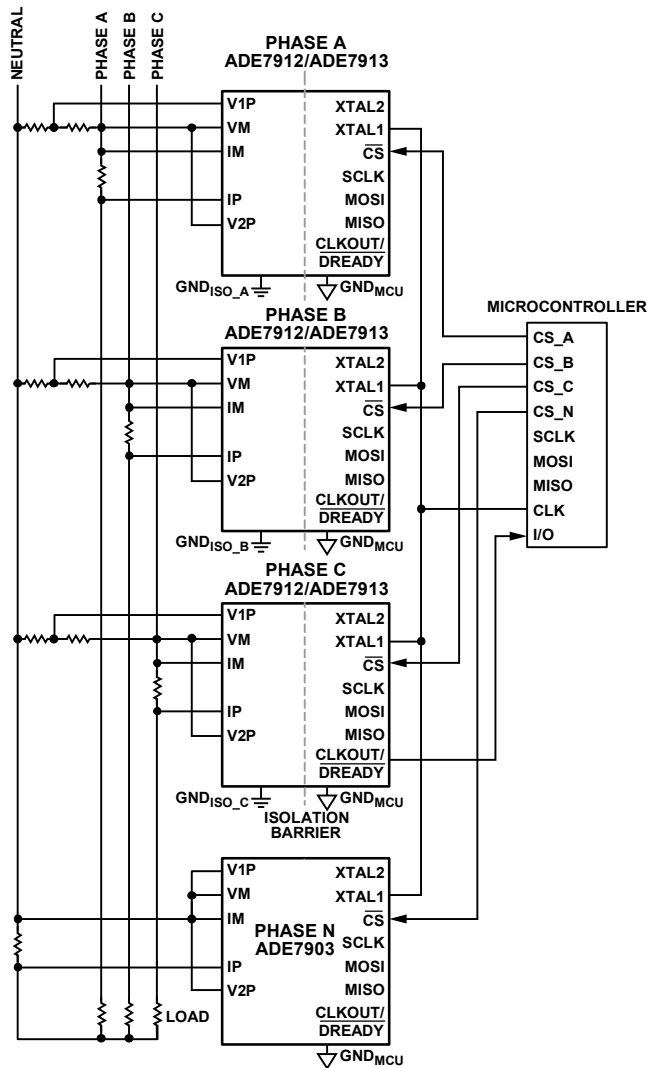 NEUTRAL
PHASE A
PHASE B
PHASE C
PHASE A
ADE7912/ADE7913
V1P
VM
IM
IP
V2P
XTAL2
XTAL1
CS
SCLK
MOSI
MISO
CLKOUT/
DREADY
GNDISO_A
GNDMCU
PHASE B
ADE7912/ADE7913
V1P
VM
IM
IP
V2P
XTAL2
XTAL1
CS
SCLK
MOSI
MISO
CLKOUT/
DREADY
GNDISO_B
GNDMCU
MICROCONTROLLER
CS_A
CS_B
CS_C
CS_N
SCLK
MOSI
MISO
CLK
I/O
PHASE C
ADE7912/ADE7913
V1P
VM
IM
IP
V2P
XTAL2
XTAL1
CS
SCLK
MOSI
MISO
CLKOUT/
DREADY
GNDISO_C
GNDMCU
ISOLATION
BARRIER
V1P
VM
IM
IP
V2P
PHASE N
ADE7903
XTAL2
XTAL1
CS
SCLK
MOSI
MISO
CLKOUT/
DREADY
LOAD
GNDMCU